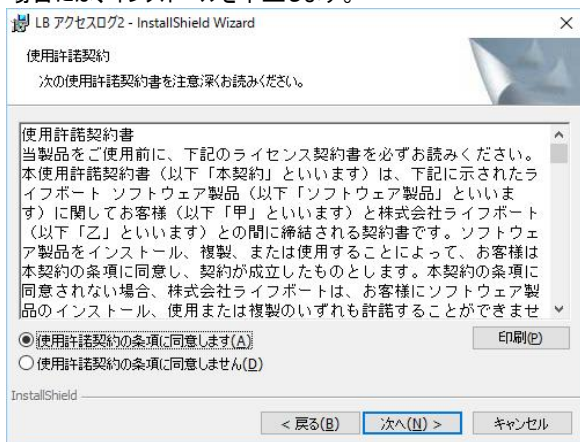 場合には、インストールを中止します。
LB アクセスログ2 - InstallShield Wizard
使用許諾契約
次の使用許諾契約書を注意深くお読みください。
使用許諾契約書
当製品をご使用前に、下記のライセンス契約書を必ずお読みください。
本使用許諾契約書（以下「本契約」といいます）は、下記に示されたラ
イフボート ソフトウェア製品（以下「ソフトウェア製品」といいま
す）に関してお客様（以下「甲」といいます）と株式会社ライフボート
（以下「乙」といいます）との間に締結される契約書です。ソフトウェ
ア製品をインストール、複製、または使用することによって、お客様は
本契約の条項に同意し、契約が成立したものとします。本契約の条項に
同意されない場合、株式会社ライフボートは、お客様にソフトウェア製
品のインストール、使用または複製のいずれも許諾することができませ
使用許諾契約の条項に同意します(A)
印刷(P)
使用許諾契約の条項に同意しません(D)
InstallShield
< 戻る(B)
次へ(N) >
キャンセル